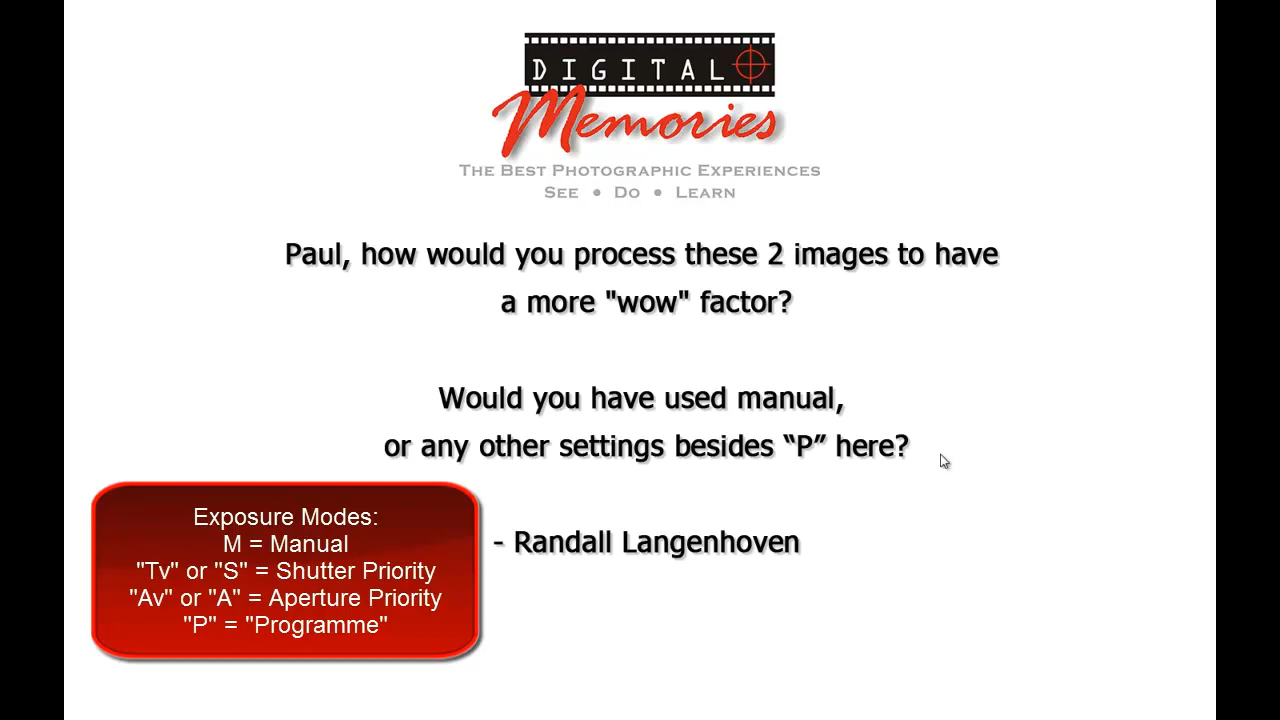 DIGITAL
Memories
THE BEST PHOTOGRAPHIC EXPERIENCES
SEE • DO • LEARN
Paul, how would you process these 2 images to have
a more "wow" factor?
Would you have used manual,
or any other settings besides “P” here?
- Randall Langenhoven
Exposure Modes:
M = Manual
"Tv" or "S" = Shutter Priority
"Av" or "A" = Aperture Priority
"P" = "Programme"